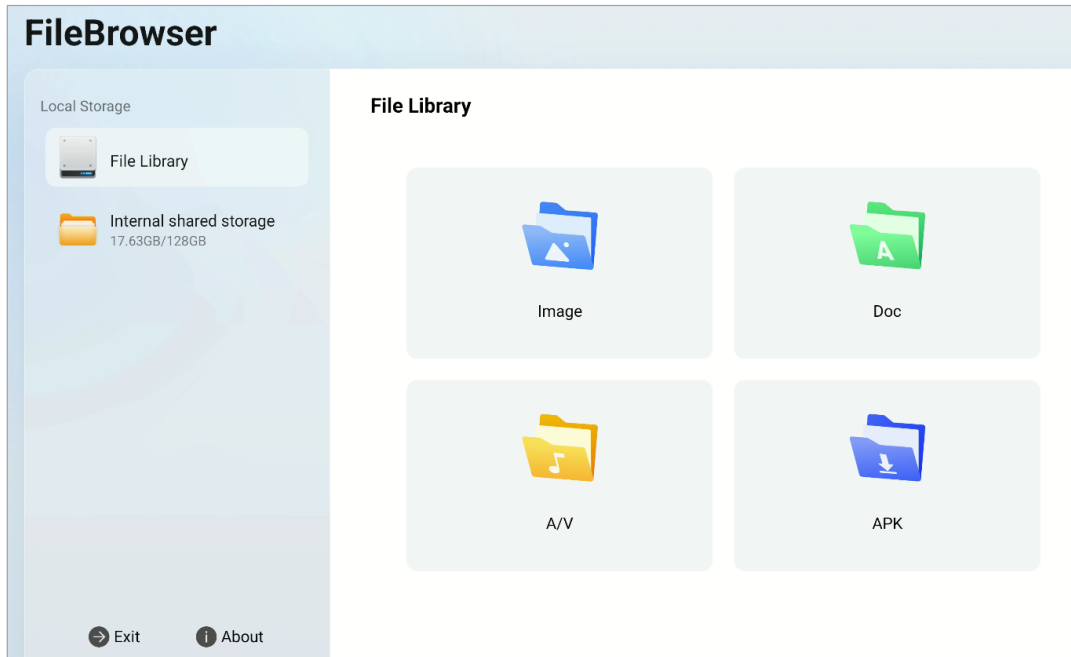 FileBrowser
Local Storage
File Library
Internal shared storage
17.63GB/128GB
Exit
About
File Library
Image
Doc
A
A/V
APK